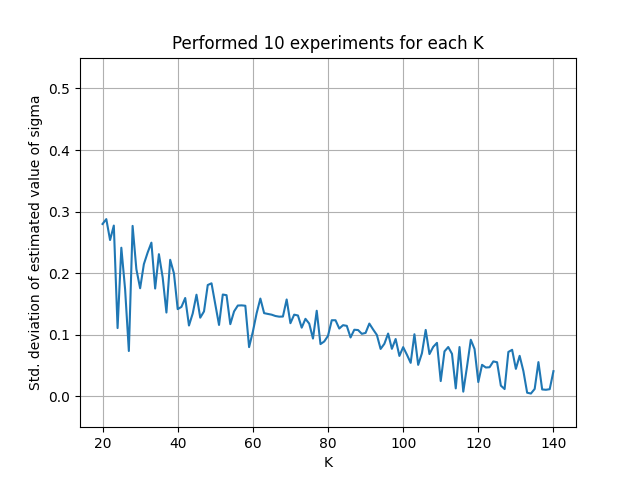 Performed 10 experiments for each K
Std. deviation of estimated value of sigma
0.5
0.4
0.3
0.2
0.1
0.0
20 40 60 80 100 120 140
K